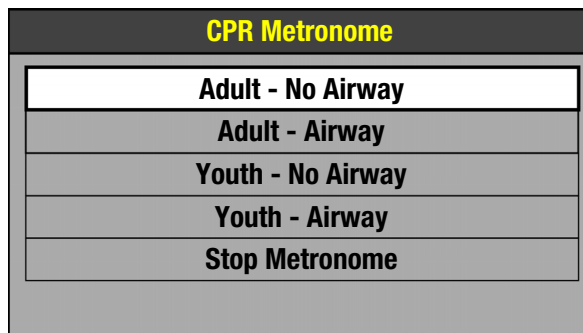 CPR Metronome
Adult - No Airway
Adult - Airway
Youth - No Airway
Youth - Airway
Stop Metronome